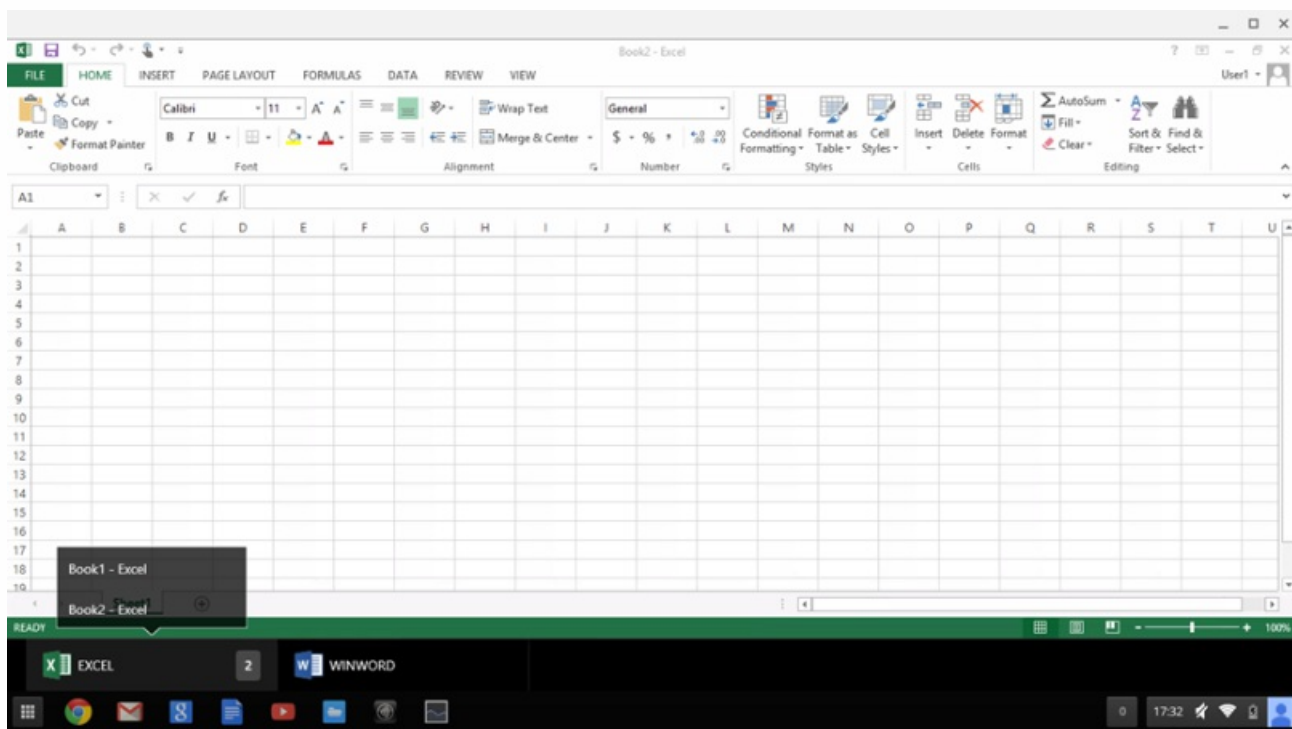 Book2 - Excel
?
FILE HOME INSERT PAGE LAYOUT FORMULAS DATA REVIEW VIEW User1
Cut
Calibri 11 A A Wrap Text General AutoSum
Paste Copy Fill
B I U A Merge & Center $ % , Conditional Format as Cell Insert Delete Format Sort & Find &
Format Painter Formatting Table Styles Clear Filter Select
Clipboard Font Alignment Number Styles Cells Editing
A1 fx
A B C D E F G H I J K L M N O P Q R S T U
1
2
3
4
5
6
7
8
9
10
11
12
13
14
15
16
17
18
19
Book1 - Excel
Sheet1
Book2 - Excel
READY 100%
EXCEL 2 WINWORD
0 17:32